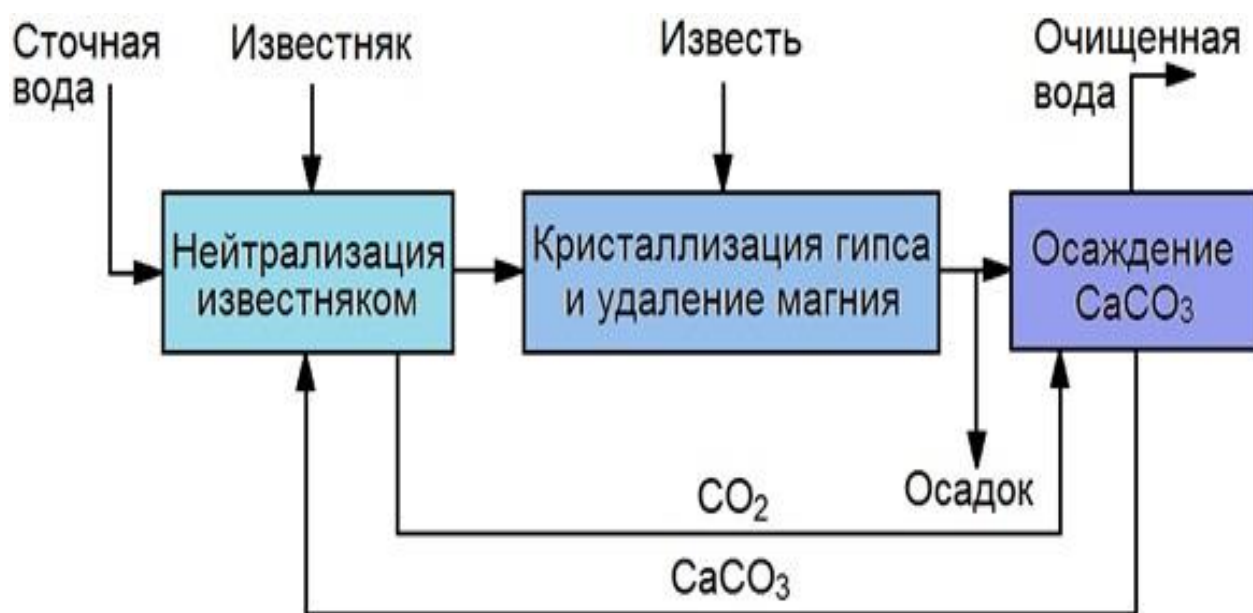 Сточная
вода
Известняк
Известь
Очищенная
вода
Нейтрализация
известняком
Кристаллизация гипса
и удаление магния
Осаждение
CaCO₃
Осадок
CO₂
CaCO₃